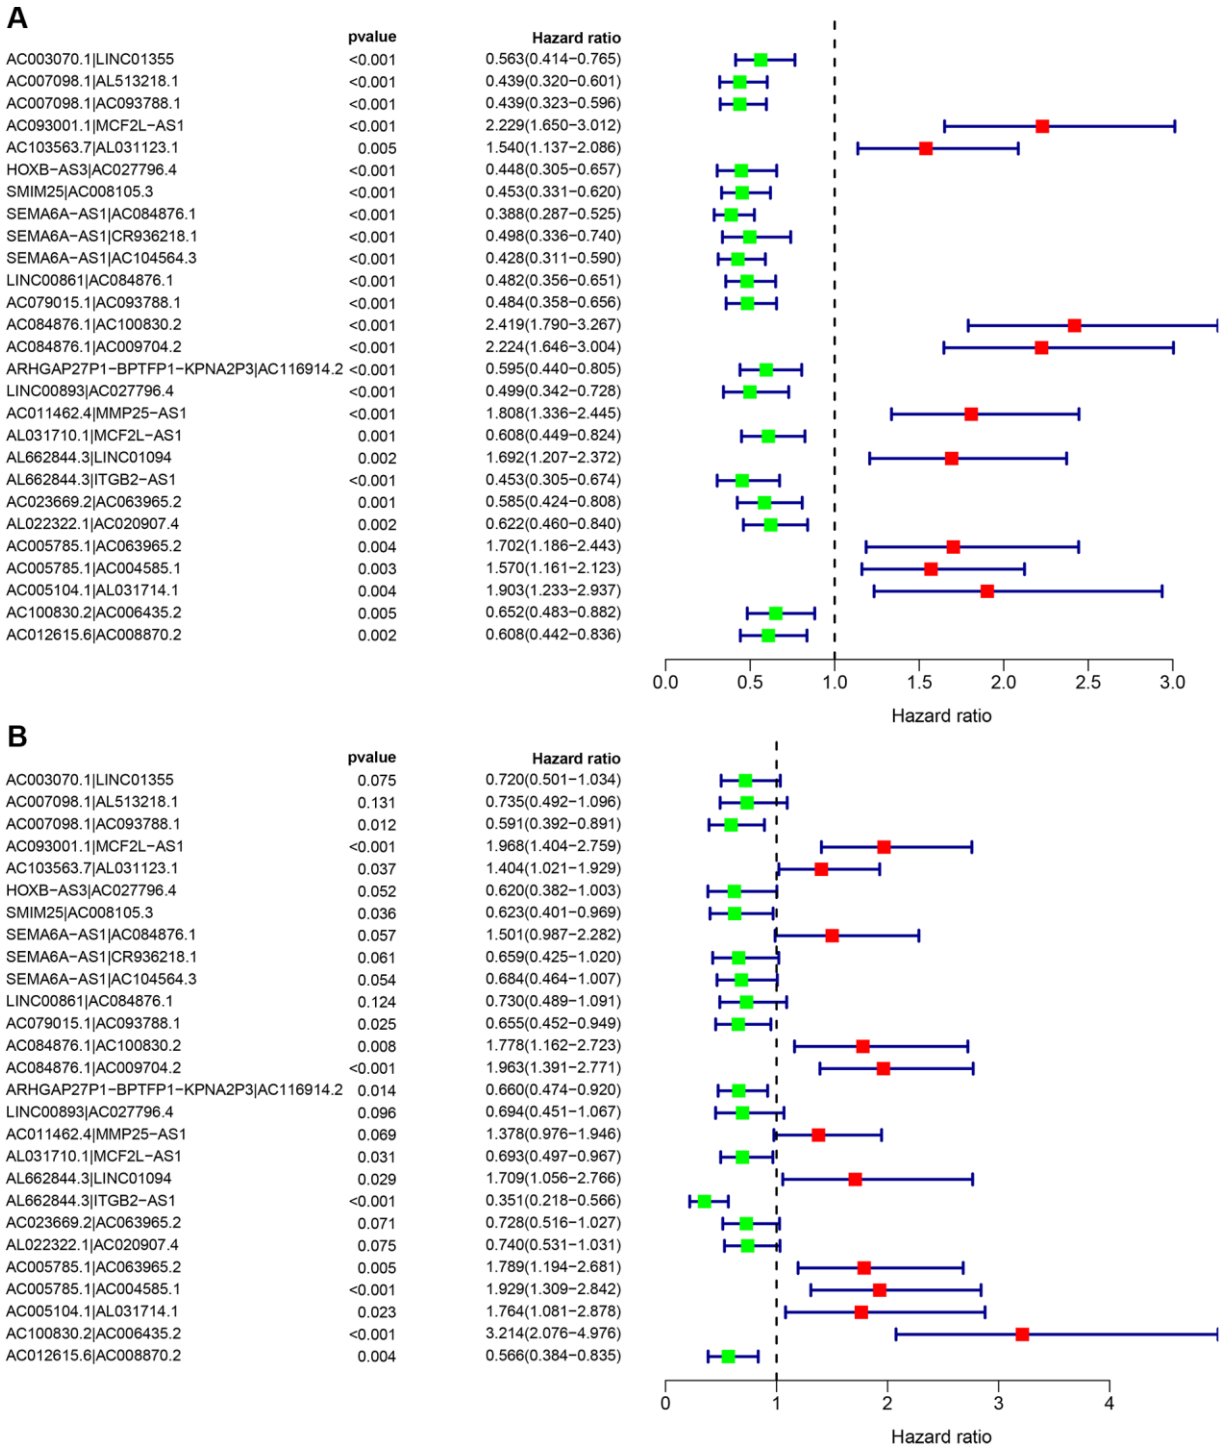 A
pvalue Hazard ratio
AC003070.1|LINC01355 <0.001 0.563(0.414−0.765)
AC007098.1|AL513218.1 <0.001 0.439(0.320−0.601)
AC007098.1|AC093788.1 <0.001 0.439(0.323−0.596)
AC093001.1|MCF2L−AS1 <0.001 2.229(1.650−3.012)
AC103563.7|AL031123.1 0.005 1.540(1.137−2.086)
HOXB−AS3|AC027796.4 <0.001 0.448(0.305−0.657)
SMIM25|AC008105.3 <0.001 0.453(0.331−0.620)
SEMA6A−AS1|AC084876.1 <0.001 0.388(0.287−0.525)
SEMA6A−AS1|CR936218.1 <0.001 0.498(0.336−0.740)
SEMA6A−AS1|AC104564.3 <0.001 0.428(0.311−0.590)
LINC00861|AC084876.1 <0.001 0.482(0.356−0.651)
AC079015.1|AC093788.1 <0.001 0.484(0.358−0.656)
AC084876.1|AC100830.2 <0.001 2.419(1.790−3.267)
AC084876.1|AC009704.2 <0.001 2.224(1.646−3.004)
ARHGAP27P1−BPTFP1−KPNA2P3|AC116914.2 <0.001 0.595(0.440−0.805)
LINC00893|AC027796.4 <0.001 0.499(0.342−0.728)
AC011462.4|MMP25−AS1 <0.001 1.808(1.336−2.445)
AL031710.1|MCF2L−AS1 0.001 0.608(0.449−0.824)
AL662844.3|LINC01094 0.002 1.692(1.207−2.372)
AL662844.3|ITGB2−AS1 <0.001 0.453(0.305−0.674)
AC023669.2|AC063965.2 0.001 0.585(0.424−0.808)
AL022322.1|AC020907.4 0.002 0.622(0.460−0.840)
AC005785.1|AC063965.2 0.004 1.702(1.186−2.443)
AC005785.1|AC004585.1 0.003 1.570(1.161−2.123)
AC005104.1|AL031714.1 0.004 1.903(1.233−2.937)
AC100830.2|AC006435.2 0.005 0.652(0.483−0.882)
AC012615.6|AC008870.2 0.002 0.608(0.442−0.836)
0.0 0.5 1.0 1.5 2.0 2.5 3.0
Hazard ratio
B
pvalue Hazard ratio
AC003070.1|LINC01355 0.075 0.720(0.501−1.034)
AC007098.1|AL513218.1 0.131 0.735(0.492−1.096)
AC007098.1|AC093788.1 0.012 0.591(0.392−0.891)
AC093001.1|MCF2L−AS1 <0.001 1.968(1.404−2.759)
AC103563.7|AL031123.1 0.037 1.404(1.021−1.929)
HOXB−AS3|AC027796.4 0.052 0.620(0.382−1.003)
SMIM25|AC008105.3 0.036 0.623(0.401−0.969)
SEMA6A−AS1|AC084876.1 0.057 1.501(0.987−2.282)
SEMA6A−AS1|CR936218.1 0.061 0.659(0.425−1.020)
SEMA6A−AS1|AC104564.3 0.054 0.684(0.464−1.007)
LINC00861|AC084876.1 0.124 0.730(0.489−1.091)
AC079015.1|AC093788.1 0.025 0.655(0.452−0.949)
AC084876.1|AC100830.2 0.008 1.778(1.162−2.723)
AC084876.1|AC009704.2 <0.001 1.963(1.391−2.771)
ARHGAP27P1−BPTFP1−KPNA2P3|AC116914.2 0.014 0.660(0.474−0.920)
LINC00893|AC027796.4 0.096 0.694(0.451−1.067)
AC011462.4|MMP25−AS1 0.069 1.378(0.976−1.946)
AL031710.1|MCF2L−AS1 0.031 0.693(0.497−0.967)
AL662844.3|LINC01094 0.029 1.709(1.056−2.766)
AL662844.3|ITGB2−AS1 <0.001 0.351(0.218−0.566)
AC023669.2|AC063965.2 0.071 0.728(0.516−1.027)
AL022322.1|AC020907.4 0.075 0.740(0.531−1.031)
AC005785.1|AC063965.2 0.005 1.789(1.194−2.681)
AC005785.1|AC004585.1 <0.001 1.929(1.309−2.842)
AC005104.1|AL031714.1 0.023 1.764(1.081−2.878)
AC100830.2|AC006435.2 <0.001 3.214(2.076−4.976)
AC012615.6|AC008870.2 0.004 0.566(0.384−0.835)
0 1 2 3 4
Hazard ratio